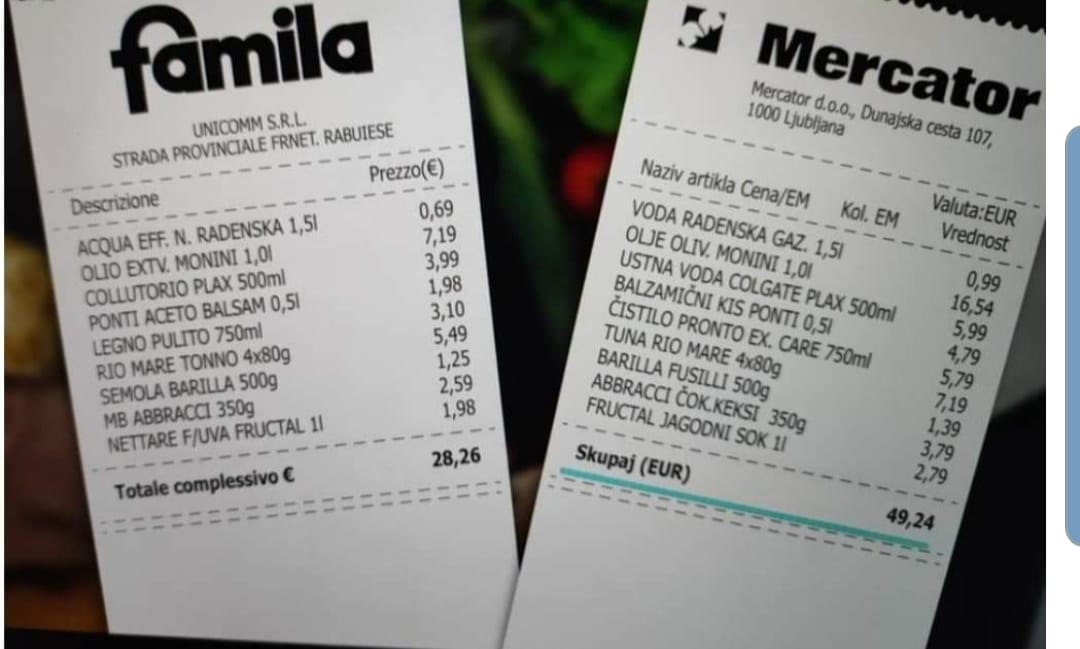 famila
UNICOMM S.R.L.
STRADA PROVINCIALE FRNET. RABUIESE
Descrizione Prezzo(€)
ACQUA EFF. N. RADENSKA 1,5l 0,69
OLIO EXTV. MONINI 1,0l 7,19
COLLUTORIO PLAX 500ml 3,99
PONTI ACETO BALSAM 0,5l 1,98
LEGNO PULITO 750ml 3,10
RIO MARE TONNO 4x80g 5,49
SEMOLA BARILLA 500g 1,25
MB ABBRACCI 350g 2,59
NETTARE F/UVA FRUCTAL 1l 1,98
Totale complessivo € 28,26
Mercator
Mercator d.o.o., Dunajska cesta 107,
1000 Ljubljana
Valuta:EUR
Naziv artikla Cena/EM Kol. EM Vrednost
VODA RADENSKA GAZ. 1,5l 0,99
OLJE OLIV. MONINI 1,0l 16,54
USTNA VODA COLGATE PLAX 500ml 5,99
BALZAMIČNI KIS PONTI 0,5l 4,79
ČISTILO PRONTO EX. CARE 750ml 5,79
TUNA RIO MARE 4x80g 7,19
BARILLA FUSILLI 500g 1,39
ABBRACCI ČOK.KEKSI 350g 3,79
FRUCTAL JAGODNI SOK 1l 2,79
Skupaj (EUR) 49,24